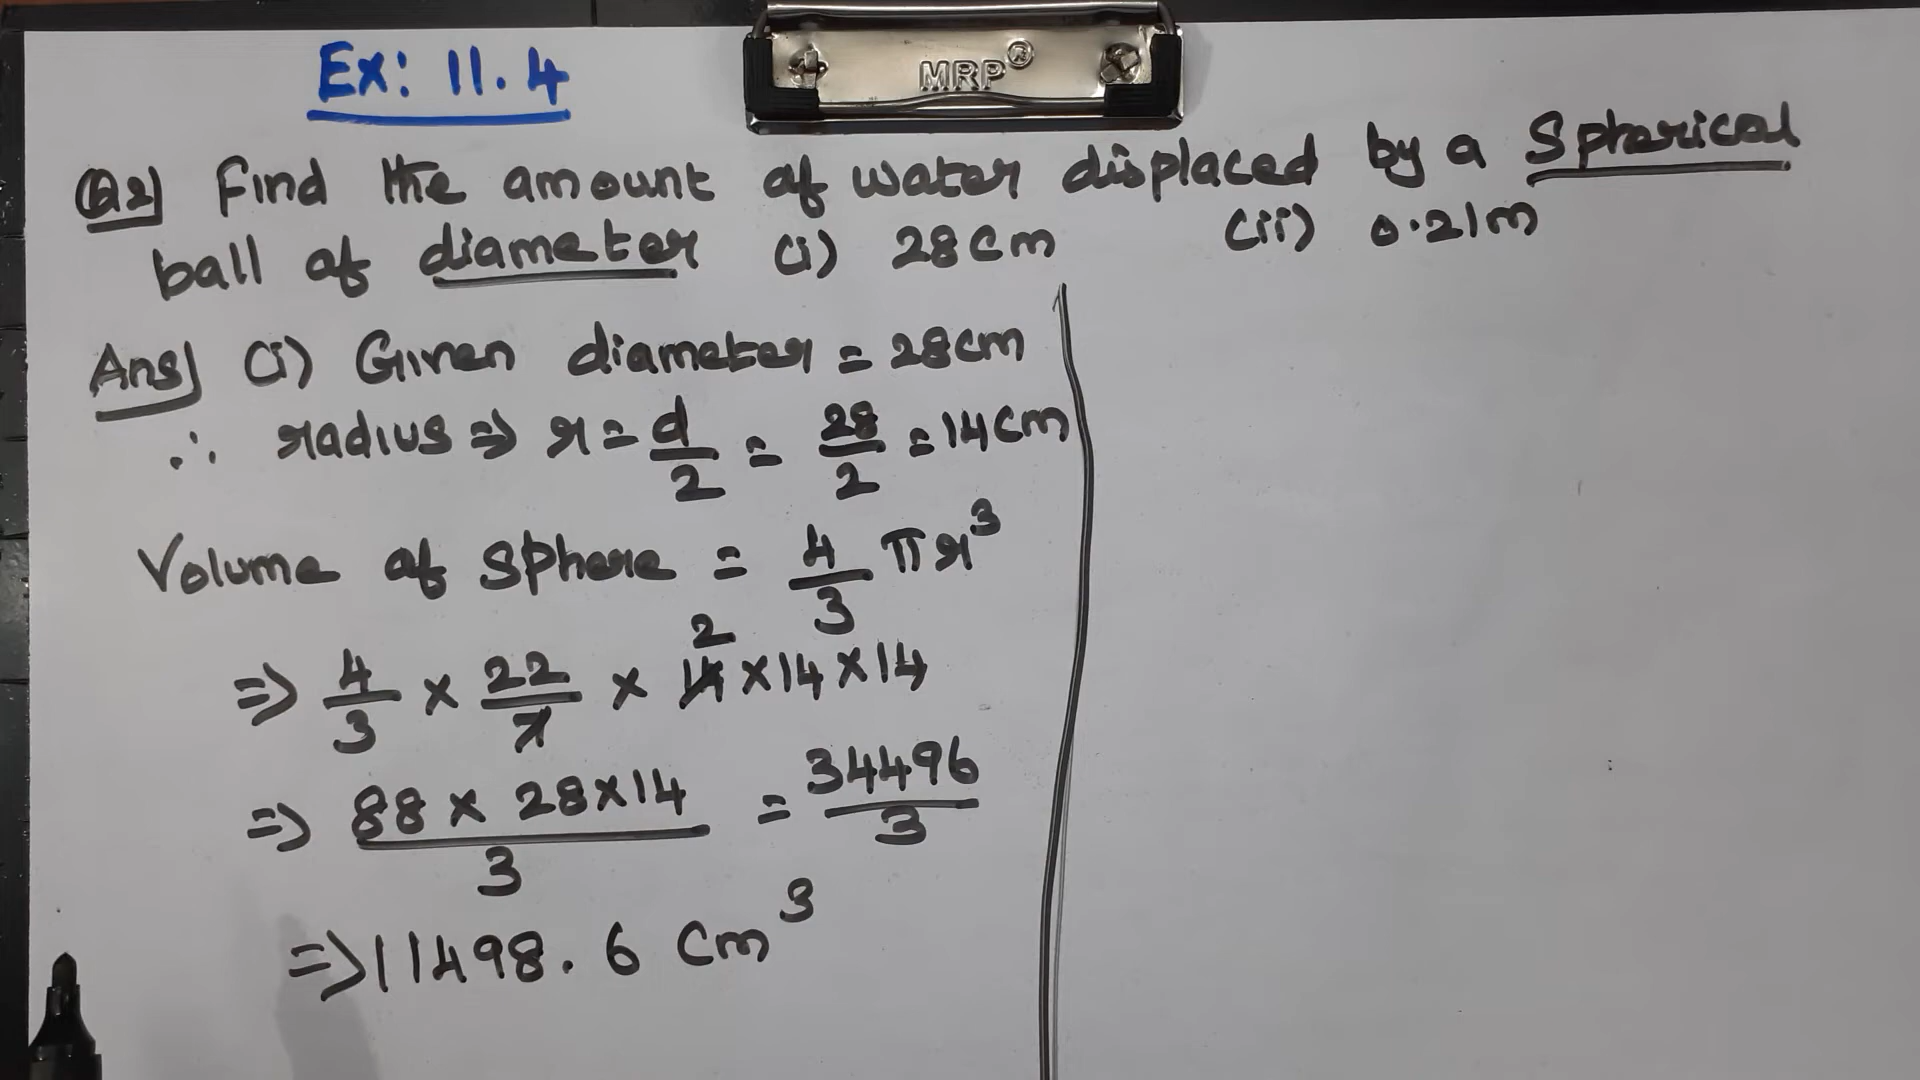 Ex: 11.4
MRP®
Q2) Find the amount of water displaced by a Spherical
ball of diameter (i) 28cm (ii) 0.21m
Ans) (i) Given diameter = 28cm
∴ radius ⇒ r = d/2 = 28/2 = 14cm
Volume of sphere = 4/3 πr³
2
⇒ 4/3 × 22/7 × 14 × 14 × 14
⇒ 88 × 28 × 14 / 3 = 34496/3
⇒ 11498.6 cm³